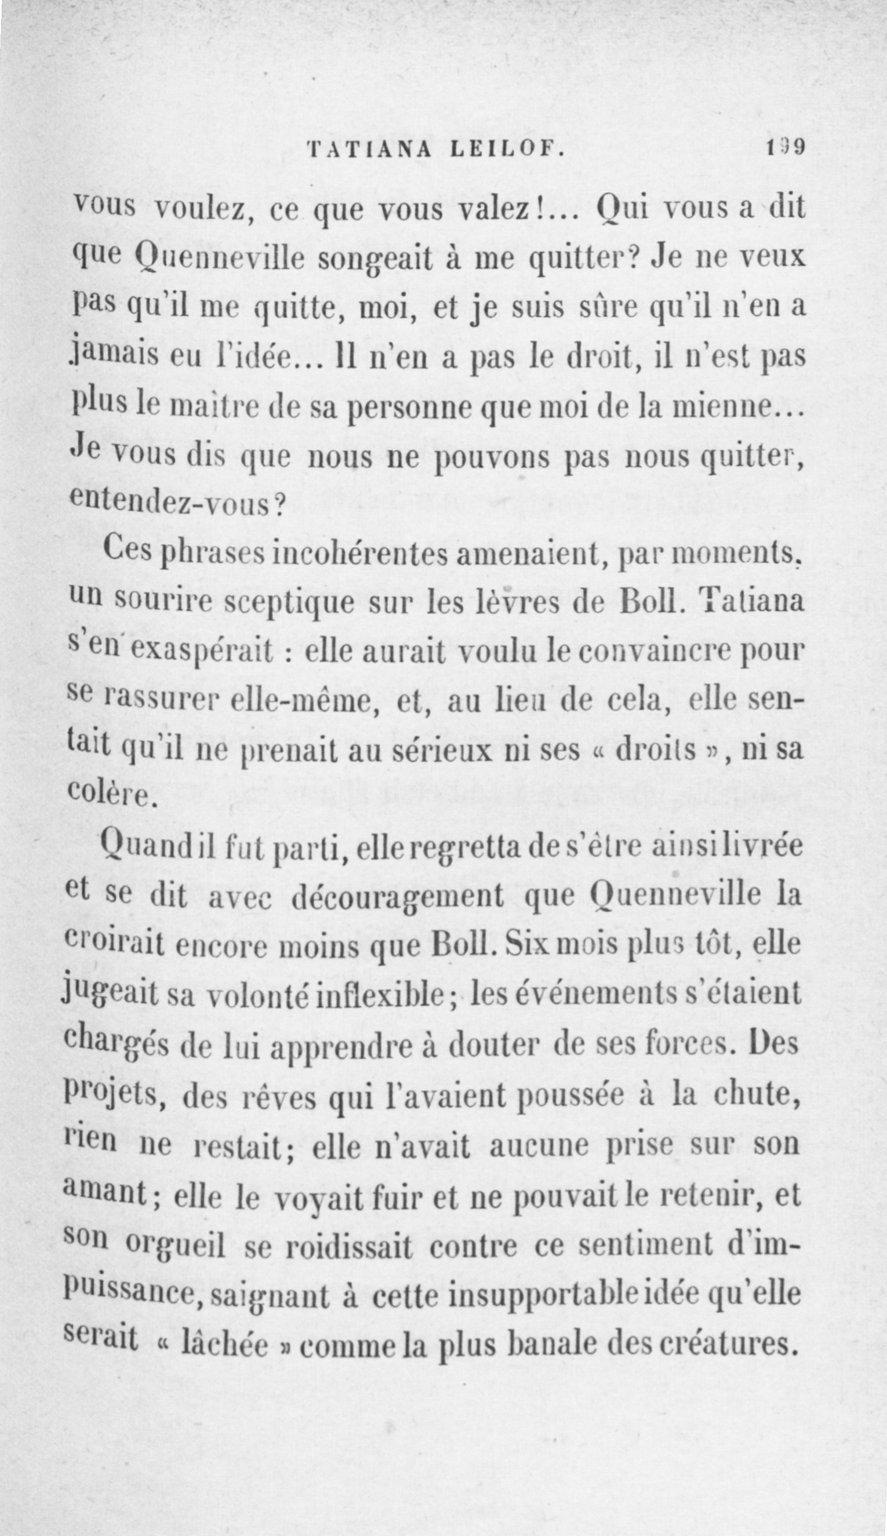 TATIANA LEILOF. 199
vous voulez, ce que vous valez!... Qui vous a dit
que Quenneville songeait à me quitter? Je ne veux
pas qu'il me quitte, moi, et je suis sûre qu'il n'en a
jamais eu l'idée... Il n'en a pas le droit, il n'est pas
plus le maître de sa personne que moi de la mienne...
Je vous dis que nous ne pouvons pas nous quitter,
entendez-vous?
Ces phrases incohérentes amenaient, par moments,
un sourire sceptique sur les lèvres de Boll. Tatiana
s'en exaspérait : elle aurait voulu le convaincre pour
se rassurer elle-même, et, au lieu de cela, elle sen-
tait qu'il ne prenait au sérieux ni ses « droits », ni sa
colère.
Quand il fut parti, elle regretta de s'être ainsi livrée
et se dit avec découragement que Quenneville la
croirait encore moins que Boll. Six mois plus tôt, elle
jugeait sa volonté inflexible; les événements s'étaient
chargés de lui apprendre à douter de ses forces. Des
projets, des rêves qui l'avaient poussée à la chute,
rien ne restait; elle n'avait aucune prise sur son
amant; elle le voyait fuir et ne pouvait le retenir, et
son orgueil se roidissait contre ce sentiment d'im-
puissance, saignant à cette insupportable idée qu'elle
serait « lâchée » comme la plus banale des créatures.